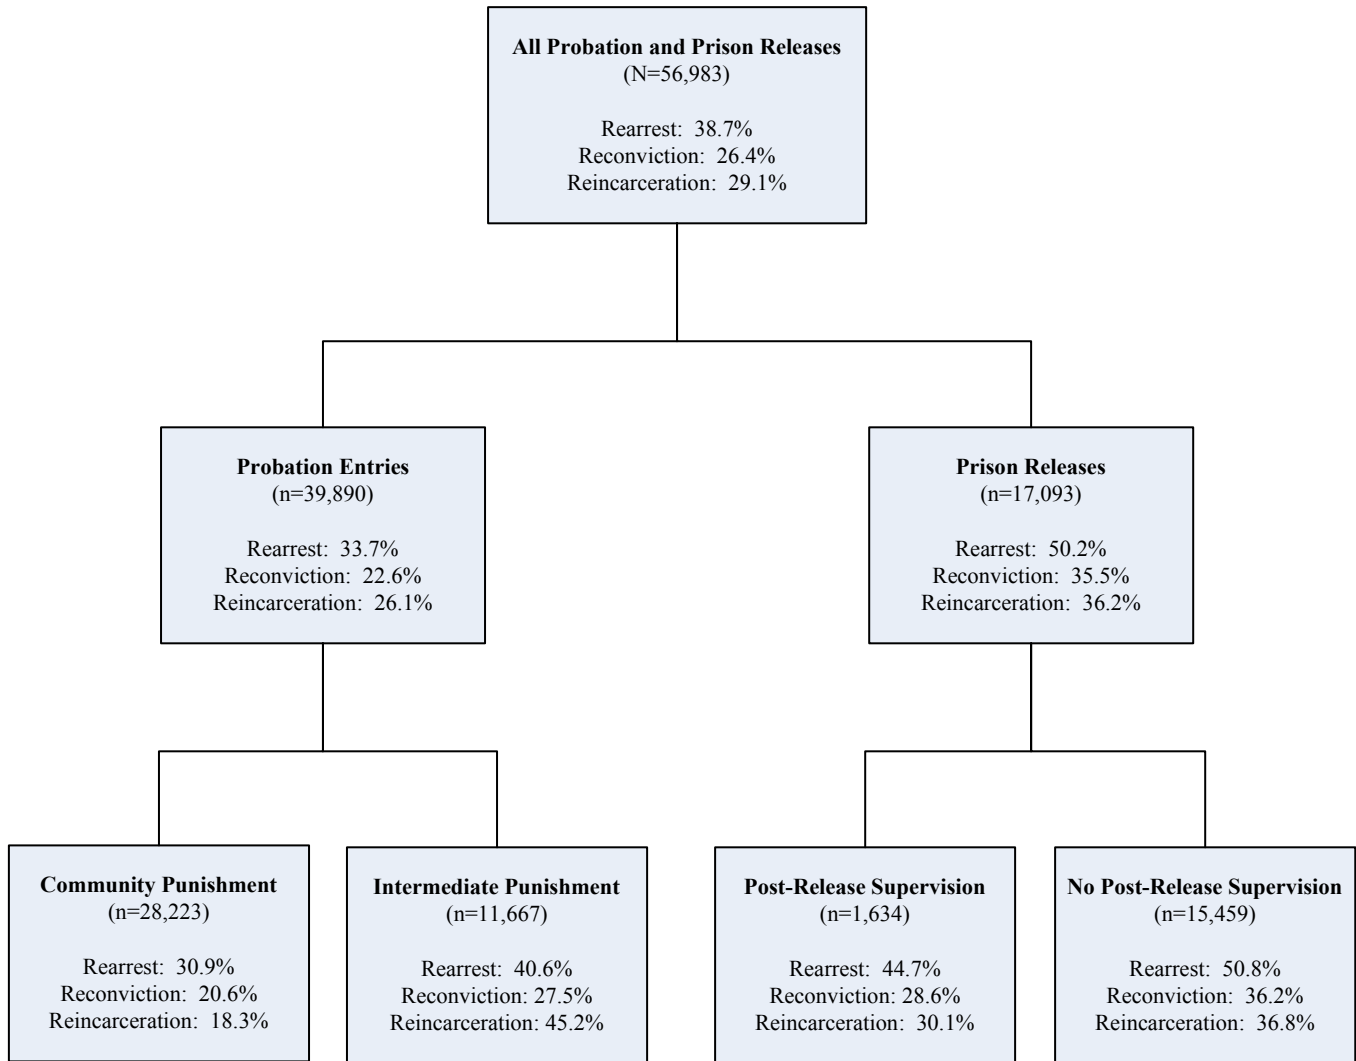 All Probation and Prison Releases
(N=56,983)
Rearrest: 38.7%
Reconviction: 26.4%
Reincarceration: 29.1%
Probation Entries
(n=39,890)
Rearrest: 33.7%
Reconviction: 22.6%
Reincarceration: 26.1%
Prison Releases
(n=17,093)
Rearrest: 50.2%
Reconviction: 35.5%
Reincarceration: 36.2%
Community Punishment
(n=28,223)
Rearrest: 30.9%
Reconviction: 20.6%
Reincarceration: 18.3%
Intermediate Punishment
(n=11,667)
Rearrest: 40.6%
Reconviction: 27.5%
Reincarceration: 45.2%
Post-Release Supervision
(n=1,634)
Rearrest: 44.7%
Reconviction: 28.6%
Reincarceration: 30.1%
No Post-Release Supervision
(n=15,459)
Rearrest: 50.8%
Reconviction: 36.2%
Reincarceration: 36.8%